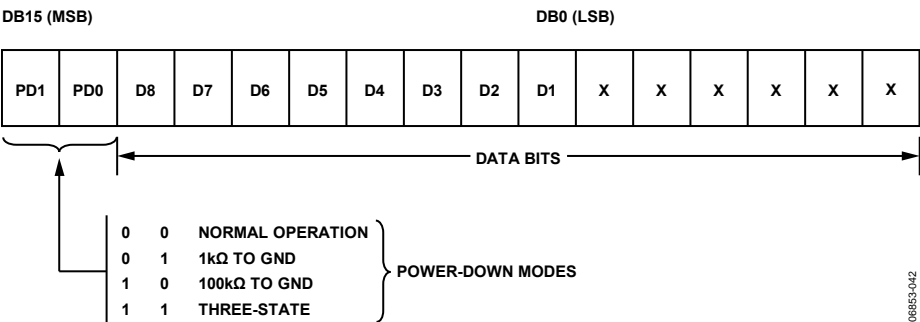 DB15 (MSB) DB0 (LSB)
PD1 PD0 D8 D7 D6 D5 D4 D3 D2 D1 X X X X X X
DATA BITS
0 0 NORMAL OPERATION
0 1 1kΩ TO GND
1 0 100kΩ TO GND
1 1 THREE-STATE
POWER-DOWN MODES
06853-042